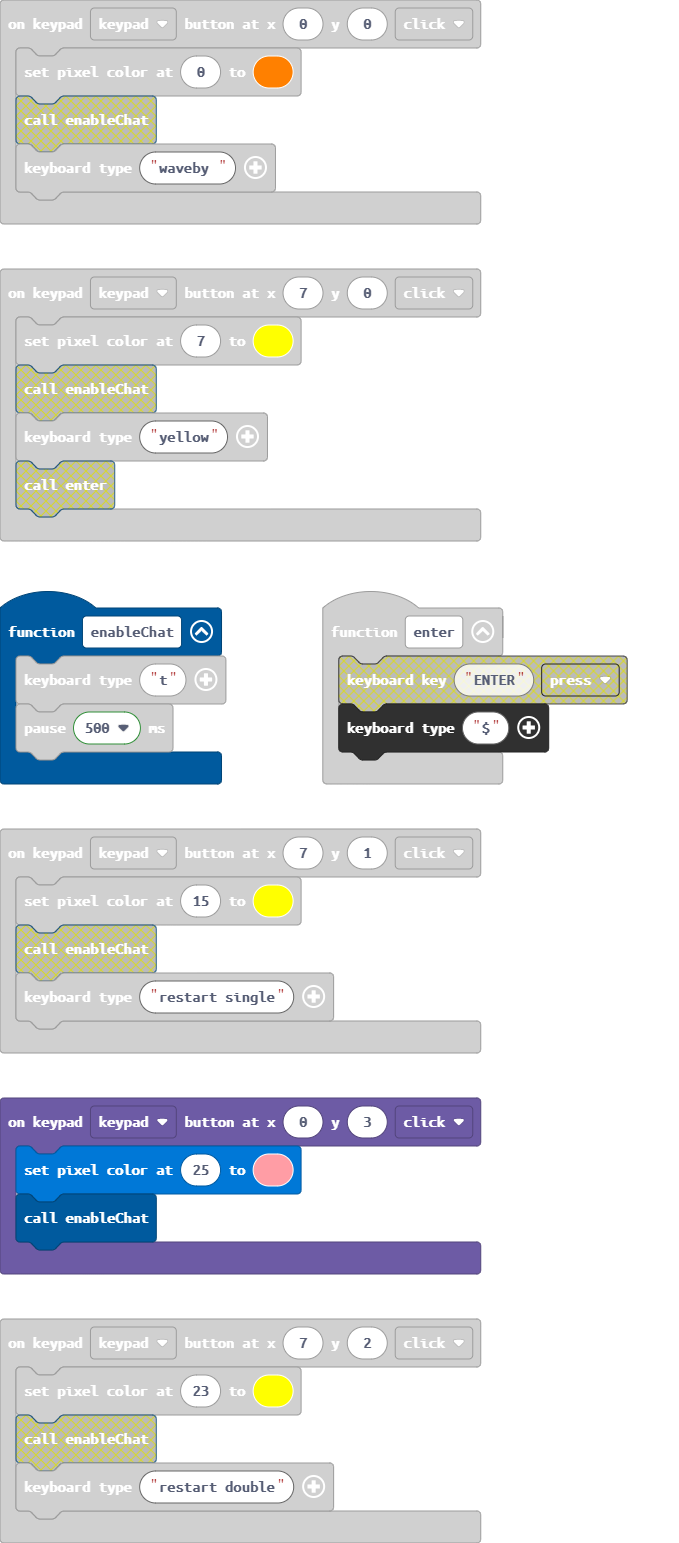 on keypad keypad button at x 0 y 0 click
set pixel color at 0 to
call enableChat
keyboard type "waveby "
on keypad keypad button at x 7 y 0 click
set pixel color at 7 to
call enableChat
keyboard type "yellow"
call enter
function enableChat
keyboard type "t"
pause 500 ms
function enter
keyboard key "ENTER" press
keyboard type "$"
on keypad keypad button at x 7 y 1 click
set pixel color at 15 to
call enableChat
keyboard type "restart single"
on keypad keypad button at x 0 y 3 click
set pixel color at 25 to
call enableChat
on keypad keypad button at x 7 y 2 click
set pixel color at 23 to
call enableChat
keyboard type "restart double"